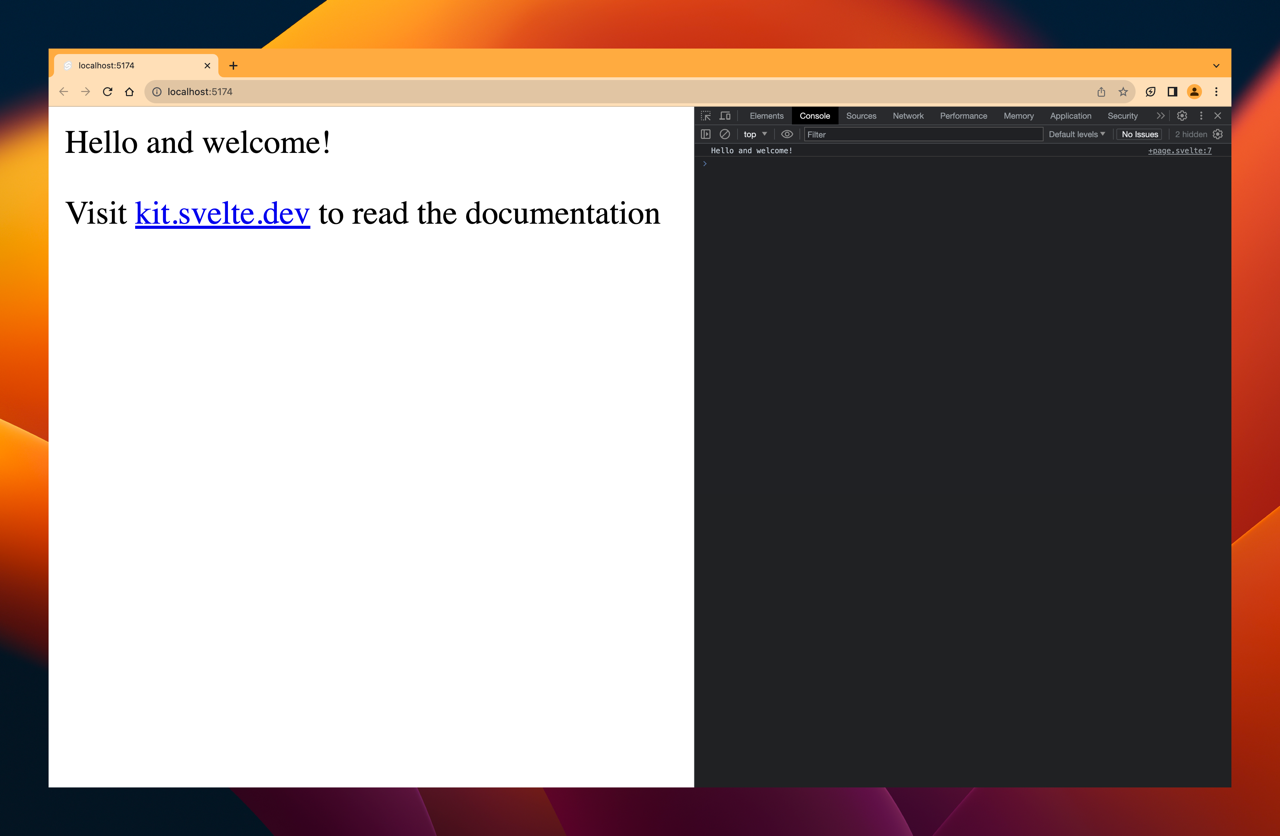 localhost:5174
localhost:5174
Hello and welcome!
Visit kit.svelte.dev to read the documentation
Elements Console Sources Network Performance Memory Application Security
top Filter Default levels No Issues 2 hidden
Hello and welcome! +page.svelte:7